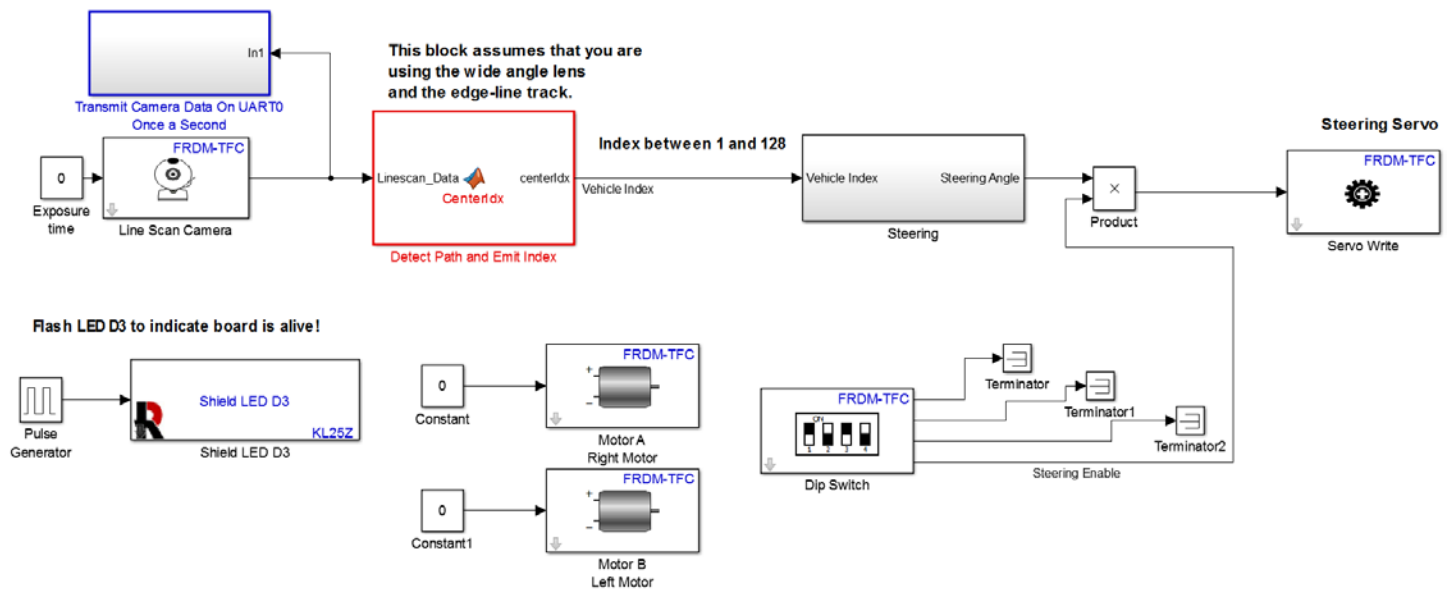 In1
Transmit Camera Data On UART0
Once a Second
This block assumes that you are
using the wide angle lens
and the edge-line track.
0
Exposure
time
FRDM-TFC
Line Scan Camera
Linescan_Data
centerIdx
CenterIdx
Detect Path and Emit Index
Index between 1 and 128
Vehicle Index
Vehicle Index
Steering Angle
Steering
×
Product
Steering Servo
FRDM-TFC
Servo Write
Flash LED D3 to indicate board is alive!
Pulse
Generator
Shield LED D3
KL25Z
Shield LED D3
0
Constant
FRDM-TFC
+
−
Motor A
Right Motor
0
Constant1
FRDM-TFC
+
−
Motor B
Left Motor
FRDM-TFC
ON
1 2 3 4
Dip Switch
Terminator
Terminator1
Terminator2
Steering Enable